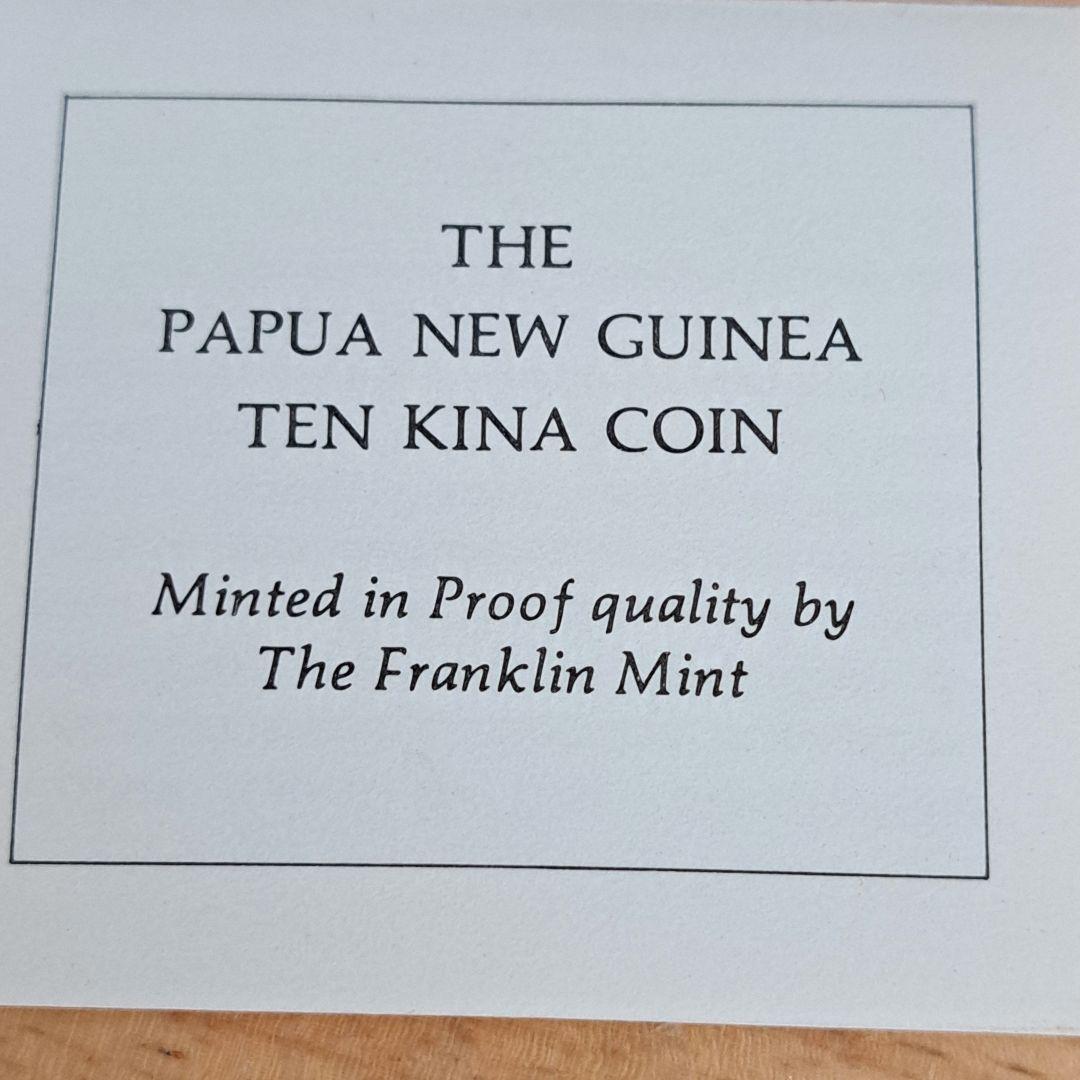 THE
PAPUA NEW GUINEA
TEN KINA COIN
Minted in Proof quality by
The Franklin Mint